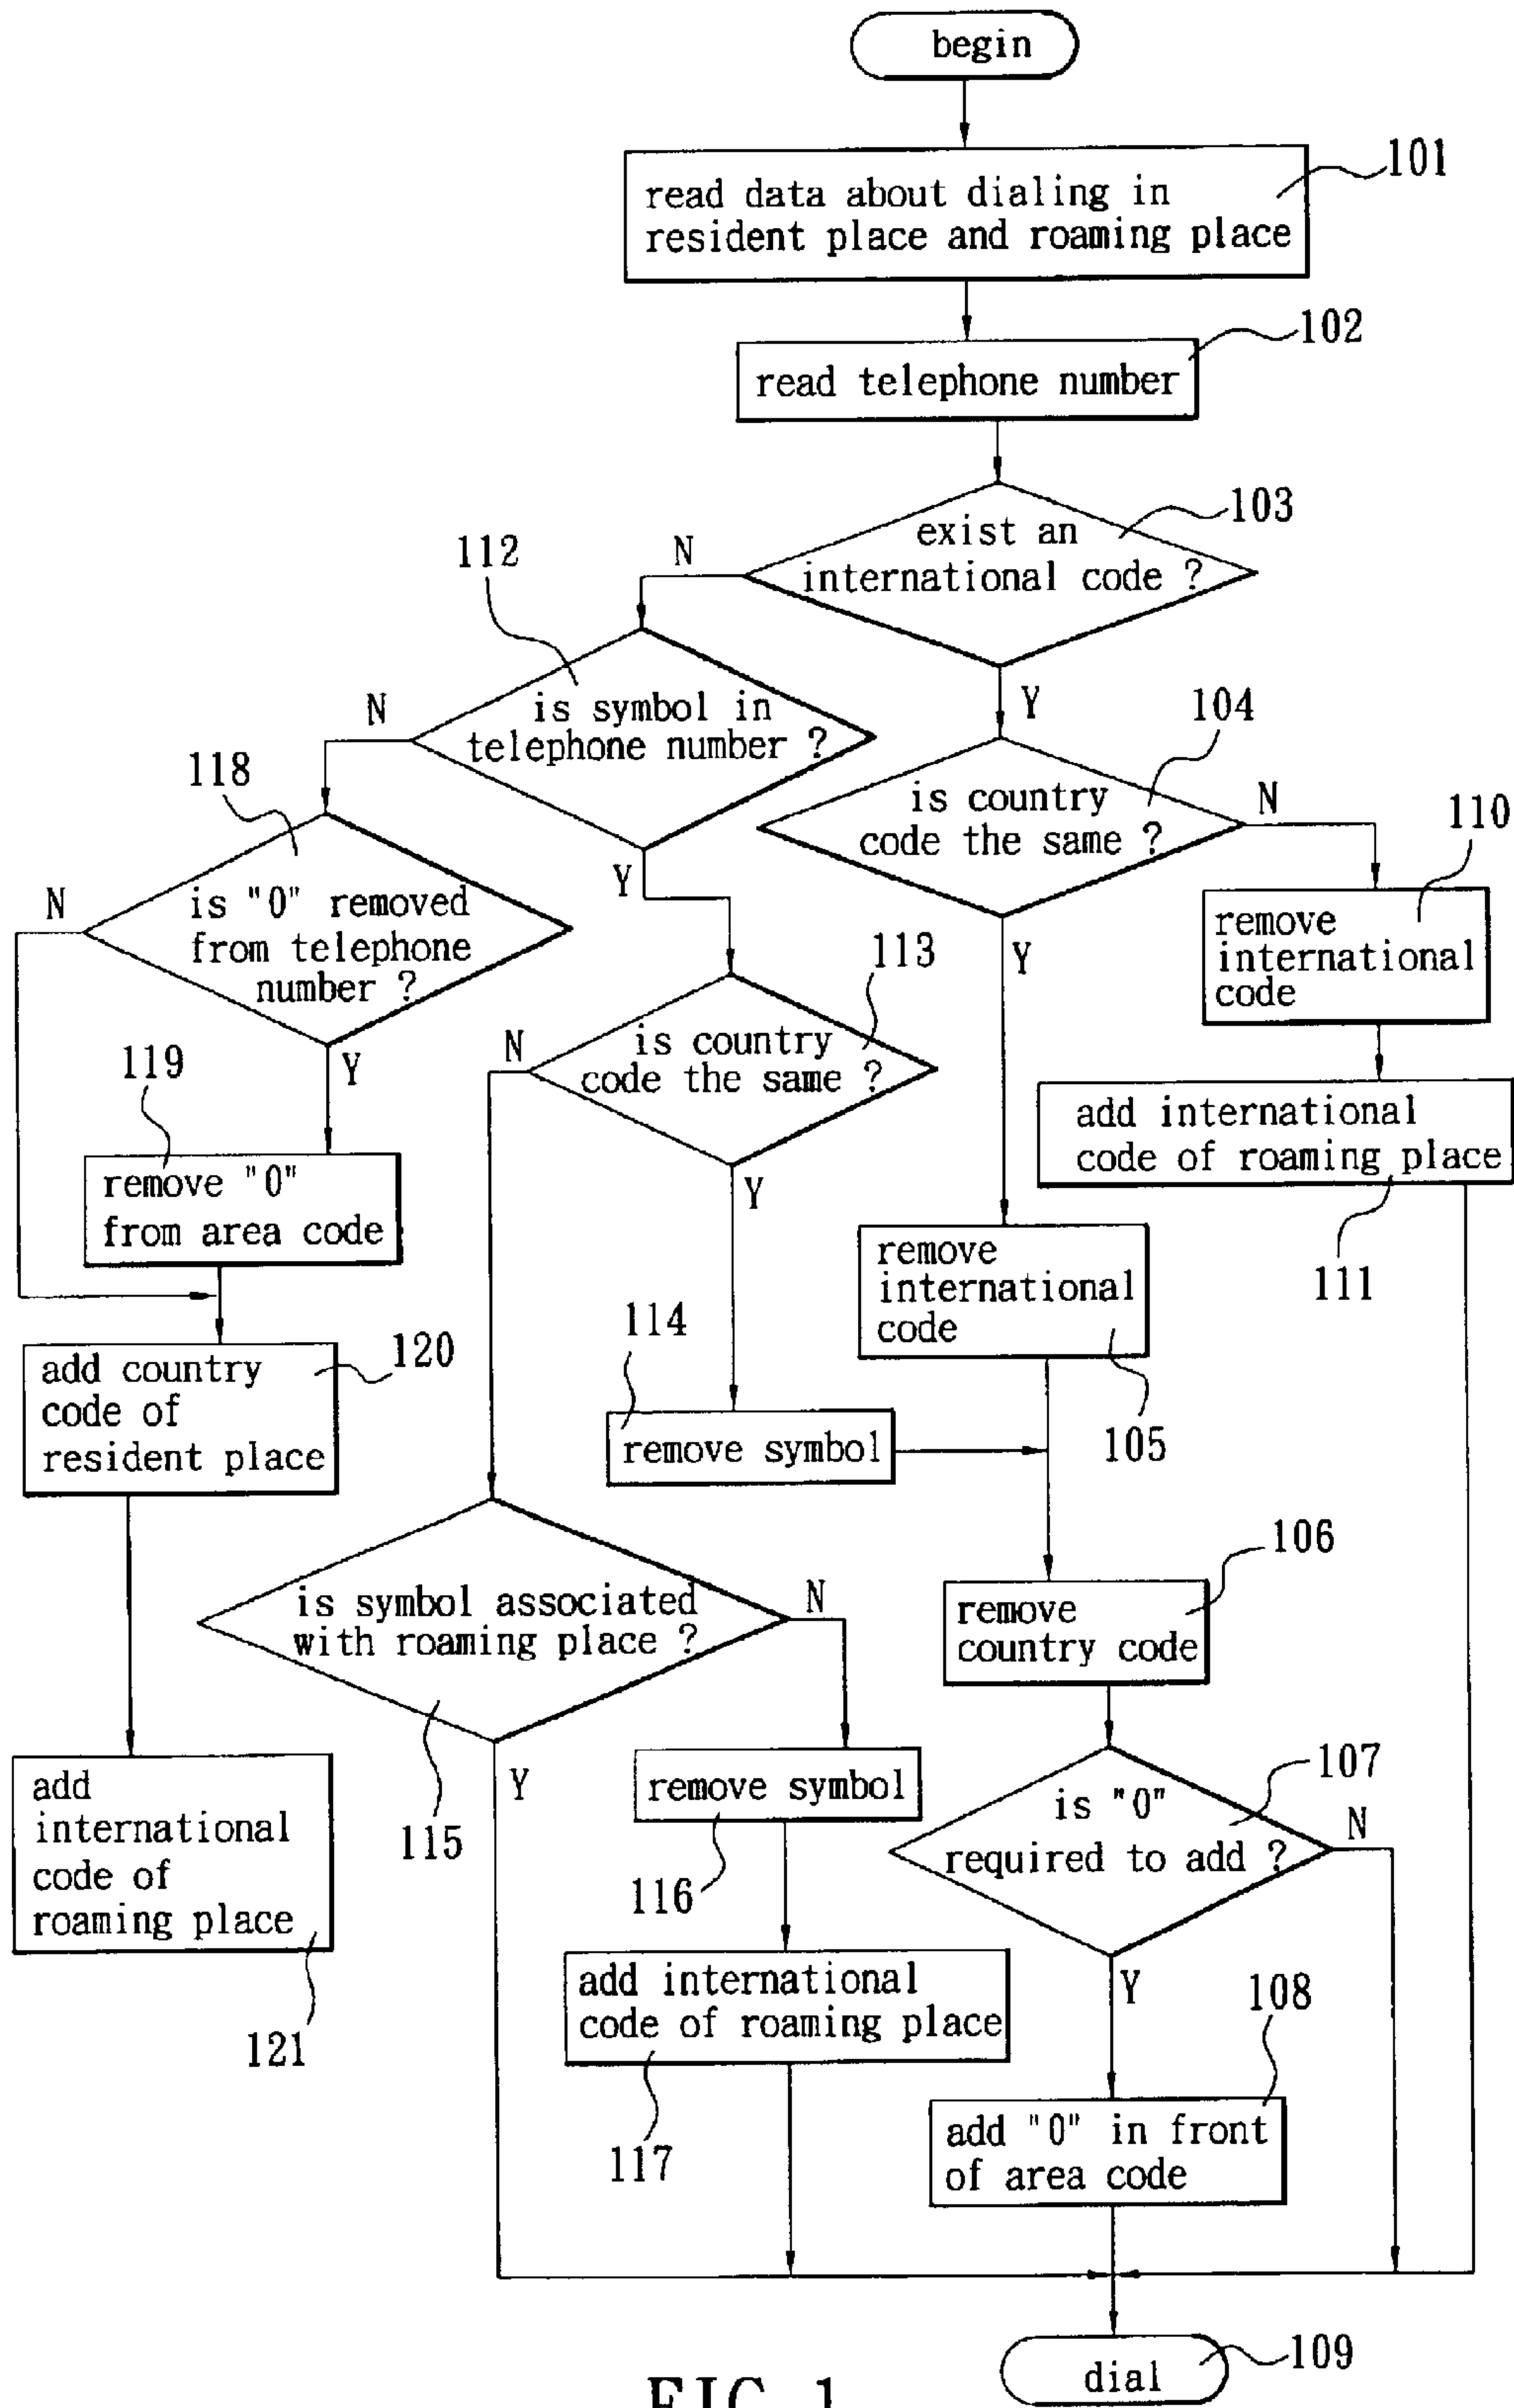 begin
101
read data about dialing in
resident place and roaming place
102
read telephone number
103
exist an
international code ?
N
Y
112
is symbol in
telephone number ?
N
Y
104
is country
code the same ?
N
Y
110
remove
international
code
118
is "0" removed
from telephone
number ?
N
Y
113
is country
code the same ?
N
Y
119
remove "0"
from area code
add international
code of roaming place
111
remove
international
code
105
120
add country
code of
resident place
114
remove symbol
106
remove
country code
is symbol associated
with roaming place ?
N
Y
115
add
international
code of
roaming place
121
remove symbol
116
107
is "0"
required to add ?
N
Y
add international
code of roaming place
117
108
add "0" in front
of area code
dial
109
FIG.1